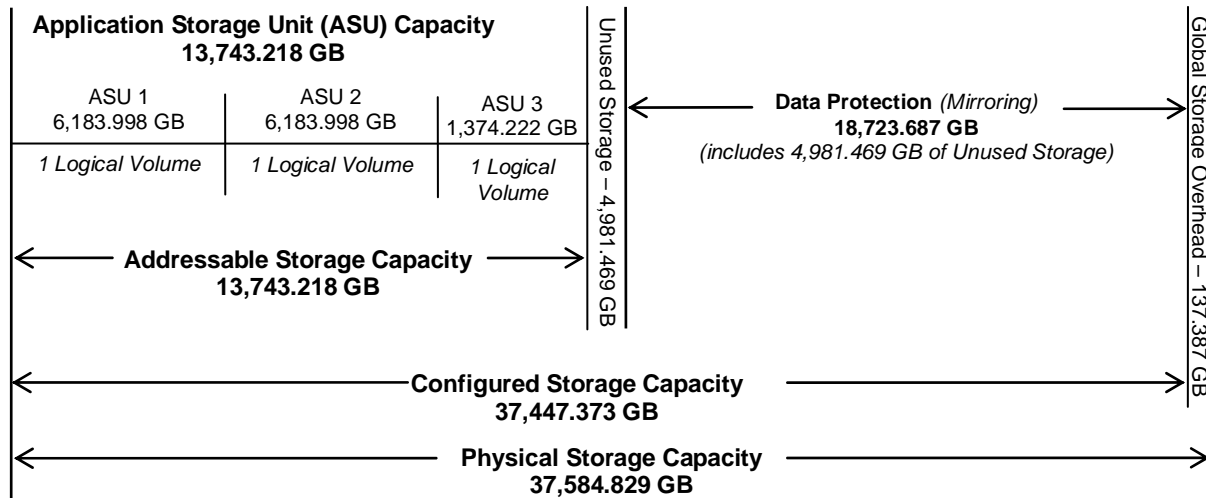 Application Storage Unit (ASU) Capacity
13,743.218 GB
ASU 1
6,183.998 GB
ASU 2
6,183.998 GB
ASU 3
1,374.222 GB
1 Logical Volume
1 Logical Volume
1 Logical
Volume
Addressable Storage Capacity
13,743.218 GB
Unused Storage – 4,981.469 GB
Data Protection (Mirroring)
18,723.687 GB
(includes 4,981.469 GB of Unused Storage)
Global Storage Overhead – 137.387 GB
Configured Storage Capacity
37,447.373 GB
Physical Storage Capacity
37,584.829 GB